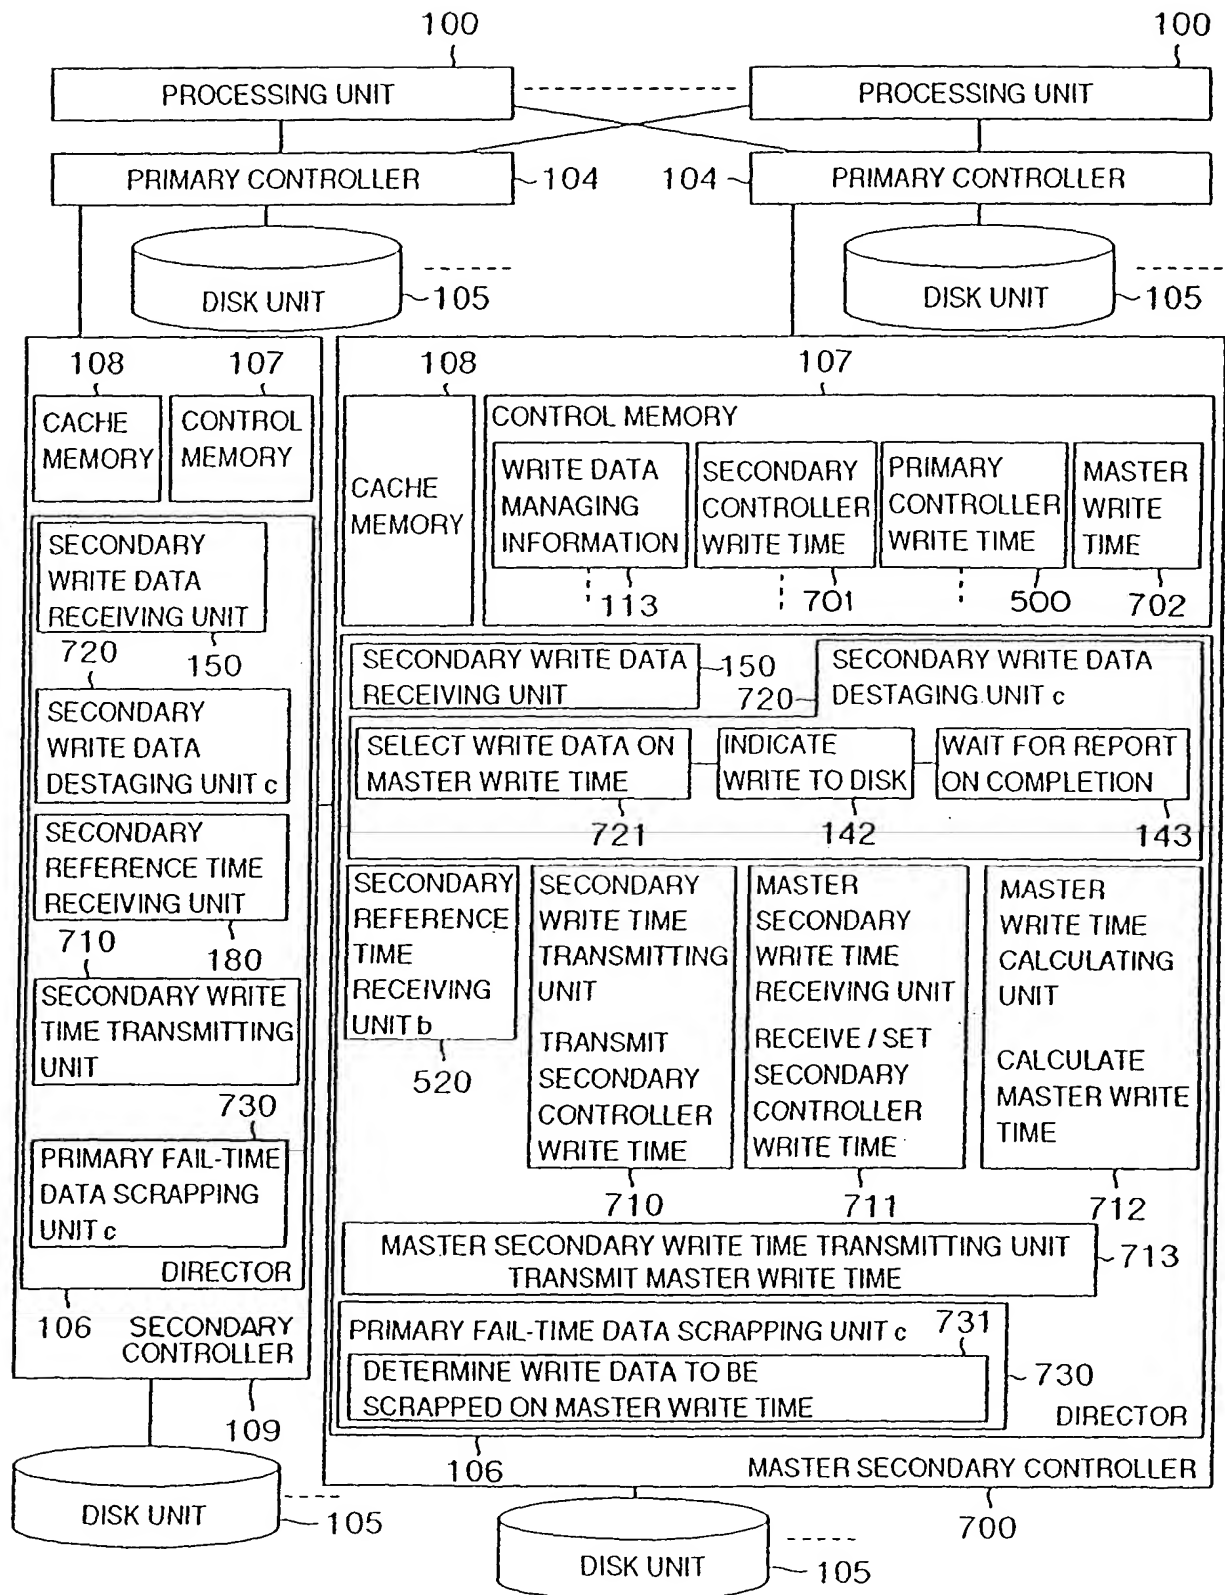 100 100
PROCESSING UNIT PROCESSING UNIT
PRIMARY CONTROLLER 104 104 PRIMARY CONTROLLER
DISK UNIT 105 DISK UNIT 105
108 107
CACHE
MEMORY
CONTROL
MEMORY
SECONDARY
WRITE DATA
RECEIVING UNIT
720 150
SECONDARY
WRITE DATA
DESTAGING UNIT c
SECONDARY
REFERENCE TIME
RECEIVING UNIT
710 180
SECONDARY WRITE
TIME TRANSMITTING
UNIT
730
PRIMARY FAIL-TIME
DATA SCRAPPING
UNIT c
DIRECTOR
106 SECONDARY
CONTROLLER
109
DISK UNIT 105
108 107
CACHE
MEMORY
CONTROL MEMORY
WRITE DATA
MANAGING
INFORMATION
113
SECONDARY
CONTROLLER
WRITE TIME
701
PRIMARY
CONTROLLER
WRITE TIME
500
MASTER
WRITE
TIME
702
SECONDARY WRITE DATA
RECEIVING UNIT
150
720
SECONDARY WRITE DATA
DESTAGING UNIT c
SELECT WRITE DATA ON
MASTER WRITE TIME
721
INDICATE
WRITE TO DISK
142
WAIT FOR REPORT
ON COMPLETION
143
SECONDARY
REFERENCE
TIME
RECEIVING
UNIT b
520
SECONDARY
WRITE TIME
TRANSMITTING
UNIT
TRANSMIT
SECONDARY
CONTROLLER
WRITE TIME
710
MASTER
SECONDARY
WRITE TIME
RECEIVING UNIT
RECEIVE / SET
SECONDARY
CONTROLLER
WRITE TIME
711
MASTER
WRITE TIME
CALCULATING
UNIT
CALCULATE
MASTER WRITE
TIME
712
MASTER SECONDARY WRITE TIME TRANSMITTING UNIT
TRANSMIT MASTER WRITE TIME
713
PRIMARY FAIL-TIME DATA SCRAPPING UNIT c 731
DETERMINE WRITE DATA TO BE
SCRAPPED ON MASTER WRITE TIME
730
DIRECTOR
106 MASTER SECONDARY CONTROLLER
700
DISK UNIT 105